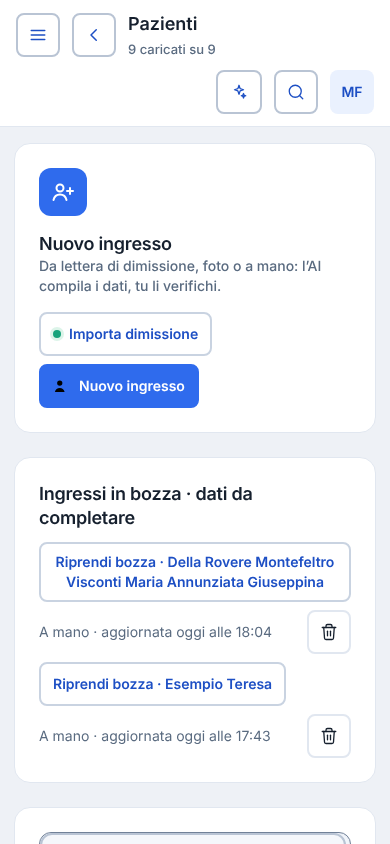 Pazienti
9 caricati su 9
MF
Nuovo ingresso
Da lettera di dimissione, foto o a mano: l'AI
compila i dati, tu li verifichi.
Importa dimissione
Nuovo ingresso
Ingressi in bozza · dati da
completare
Riprendi bozza · Della Rovere Montefeltro
Visconti Maria Annunziata Giuseppina
A mano · aggiornata oggi alle 18:04
Riprendi bozza · Esempio Teresa
A mano · aggiornata oggi alle 17:43